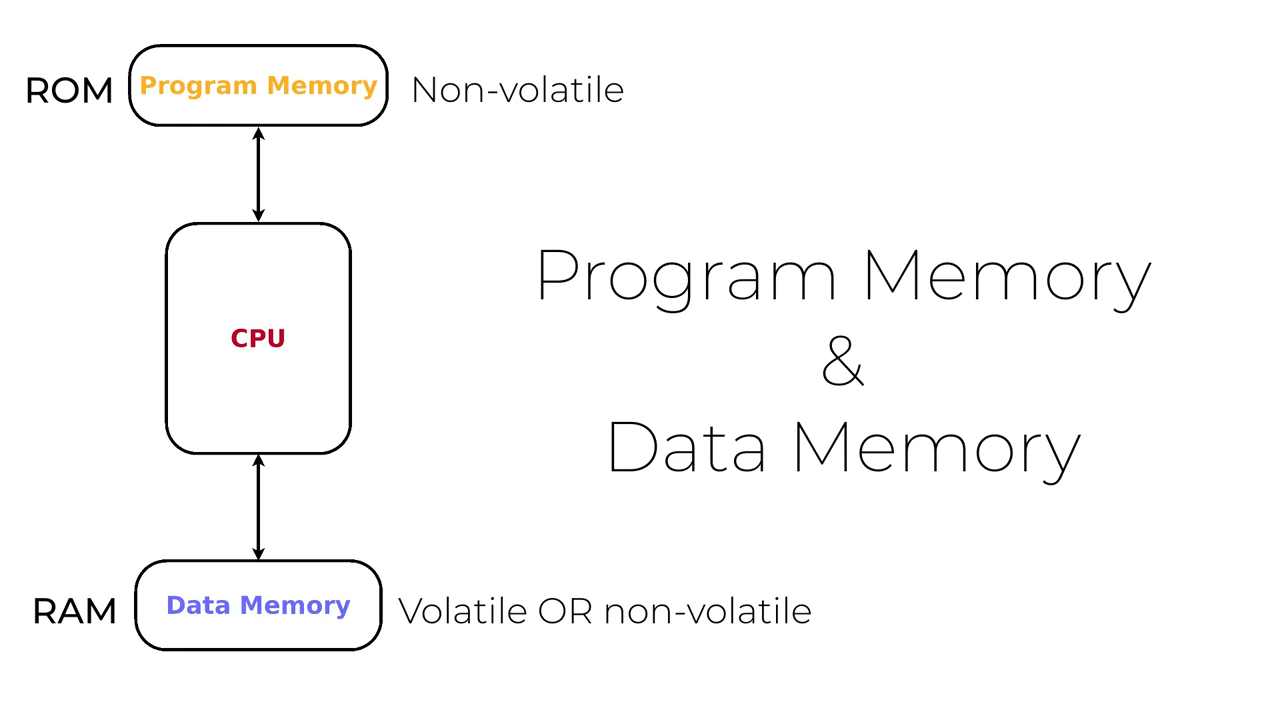 ROM Program Memory Non-volatile
CPU
Program Memory
&
Data Memory
RAM Data Memory Volatile OR non-volatile